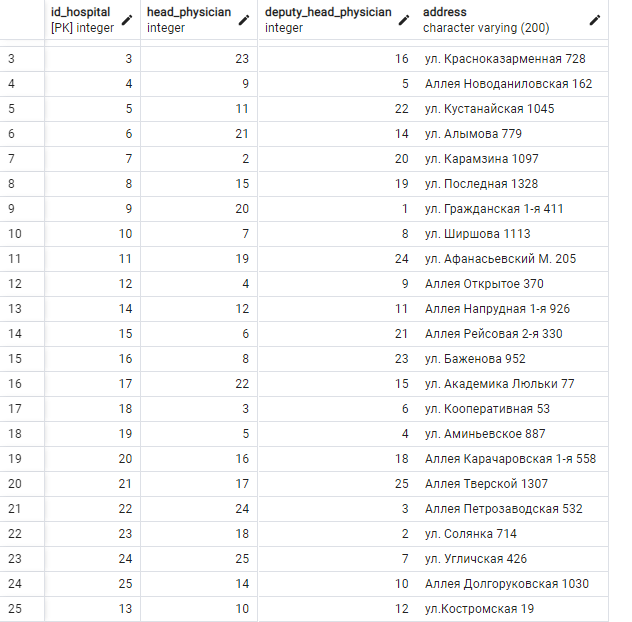 id_hospital head_physician deputy_head_physician address
[PK] integer integer integer character varying (200)
3 3 23 16 ул. Красноказарменная 728
4 4 9 5 Аллея Новоданиловская 162
5 5 11 22 ул. Кустанайская 1045
6 6 21 14 ул. Алымова 779
7 7 2 20 ул. Карамзина 1097
8 8 15 19 ул. Последная 1328
9 9 20 1 ул. Гражданская 1-я 411
10 10 7 8 ул. Ширшова 1113
11 11 19 24 ул. Афанасьевский М. 205
12 12 4 9 Аллея Открытое 370
13 14 12 11 Аллея Напрудная 1-я 926
14 15 6 21 Аллея Рейсовая 2-я 330
15 16 8 23 ул. Баженова 952
16 17 22 15 ул. Академика Люльки 77
17 18 3 6 ул. Кооперативная 53
18 19 5 4 ул. Аминьевское 887
19 20 16 18 Аллея Карачаровская 1-я 558
20 21 17 25 Аллея Тверской 1307
21 22 24 3 Аллея Петрозаводская 532
22 23 18 2 ул. Солянка 714
23 24 25 7 ул. Угличская 426
24 25 14 10 Аллея Долгоруковская 1030
25 13 10 12 ул.Костромская 19